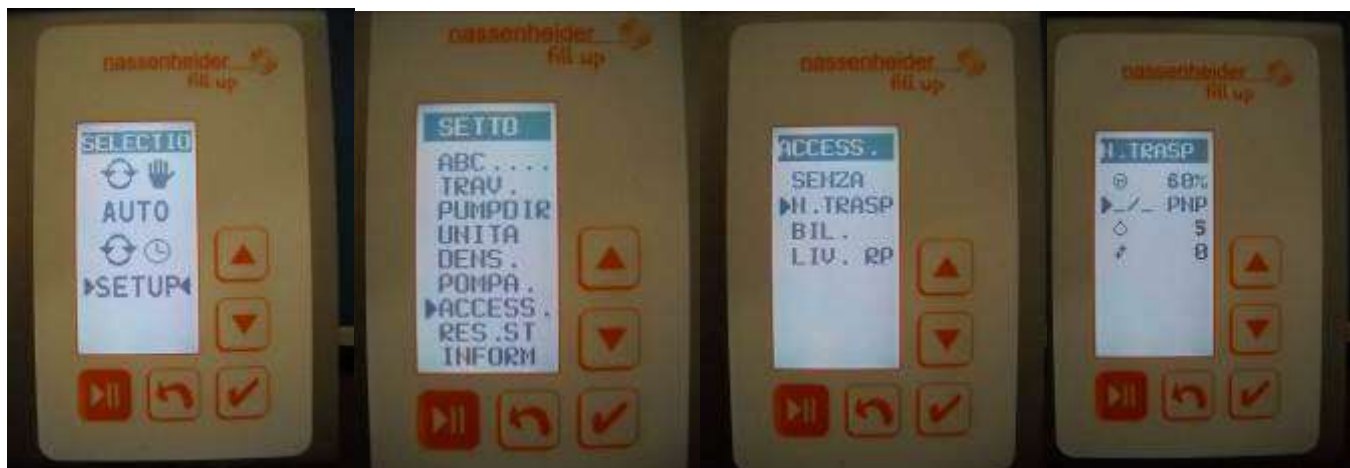 nassenheider
fill up
SELECTIO
AUTO
SETUP
nassenheider
fill up
SETTO
ABC....
TRAV.
PUMPDIR
UNITA
DENS.
POMPA.
ACCESS.
RES.ST
INFORM
nassenheider
fill up
ACCESS.
SENZA
N.TRASP
BIL.
LIV. RP
nassenheider
fill up
N.TRASP
60%
_/_ PNP
5
0